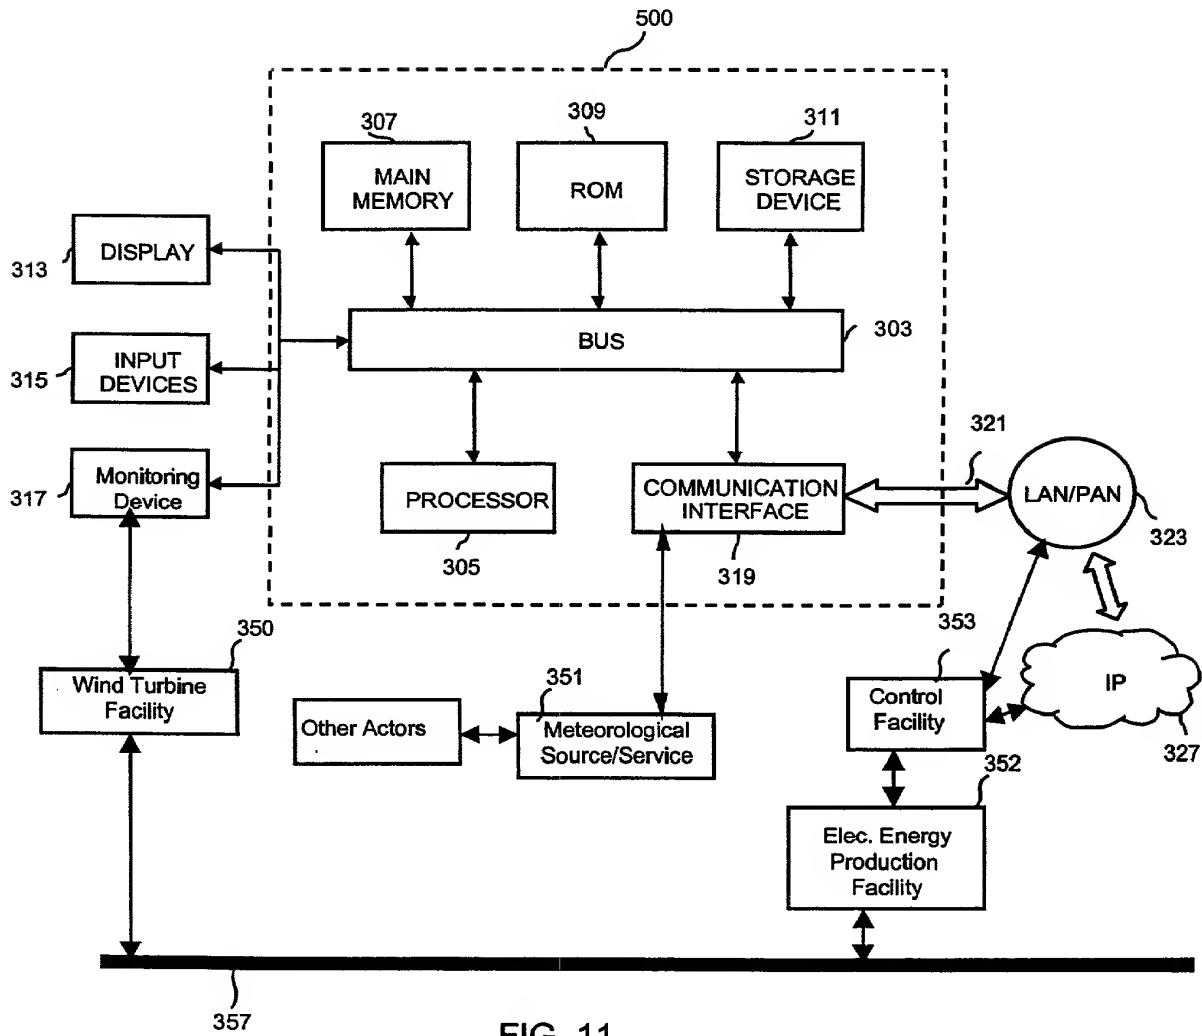 500
307
309
311
MAIN
MEMORY
ROM
STORAGE
DEVICE
313
DISPLAY
BUS
303
315
INPUT
DEVICES
317
Monitoring
Device
PROCESSOR
305
COMMUNICATION
INTERFACE
319
321
LAN/PAN
323
350
Wind Turbine
Facility
Other Actors
351
Meteorological
Source/Service
353
Control
Facility
IP
327
352
Elec. Energy
Production
Facility
357
FIG. 11